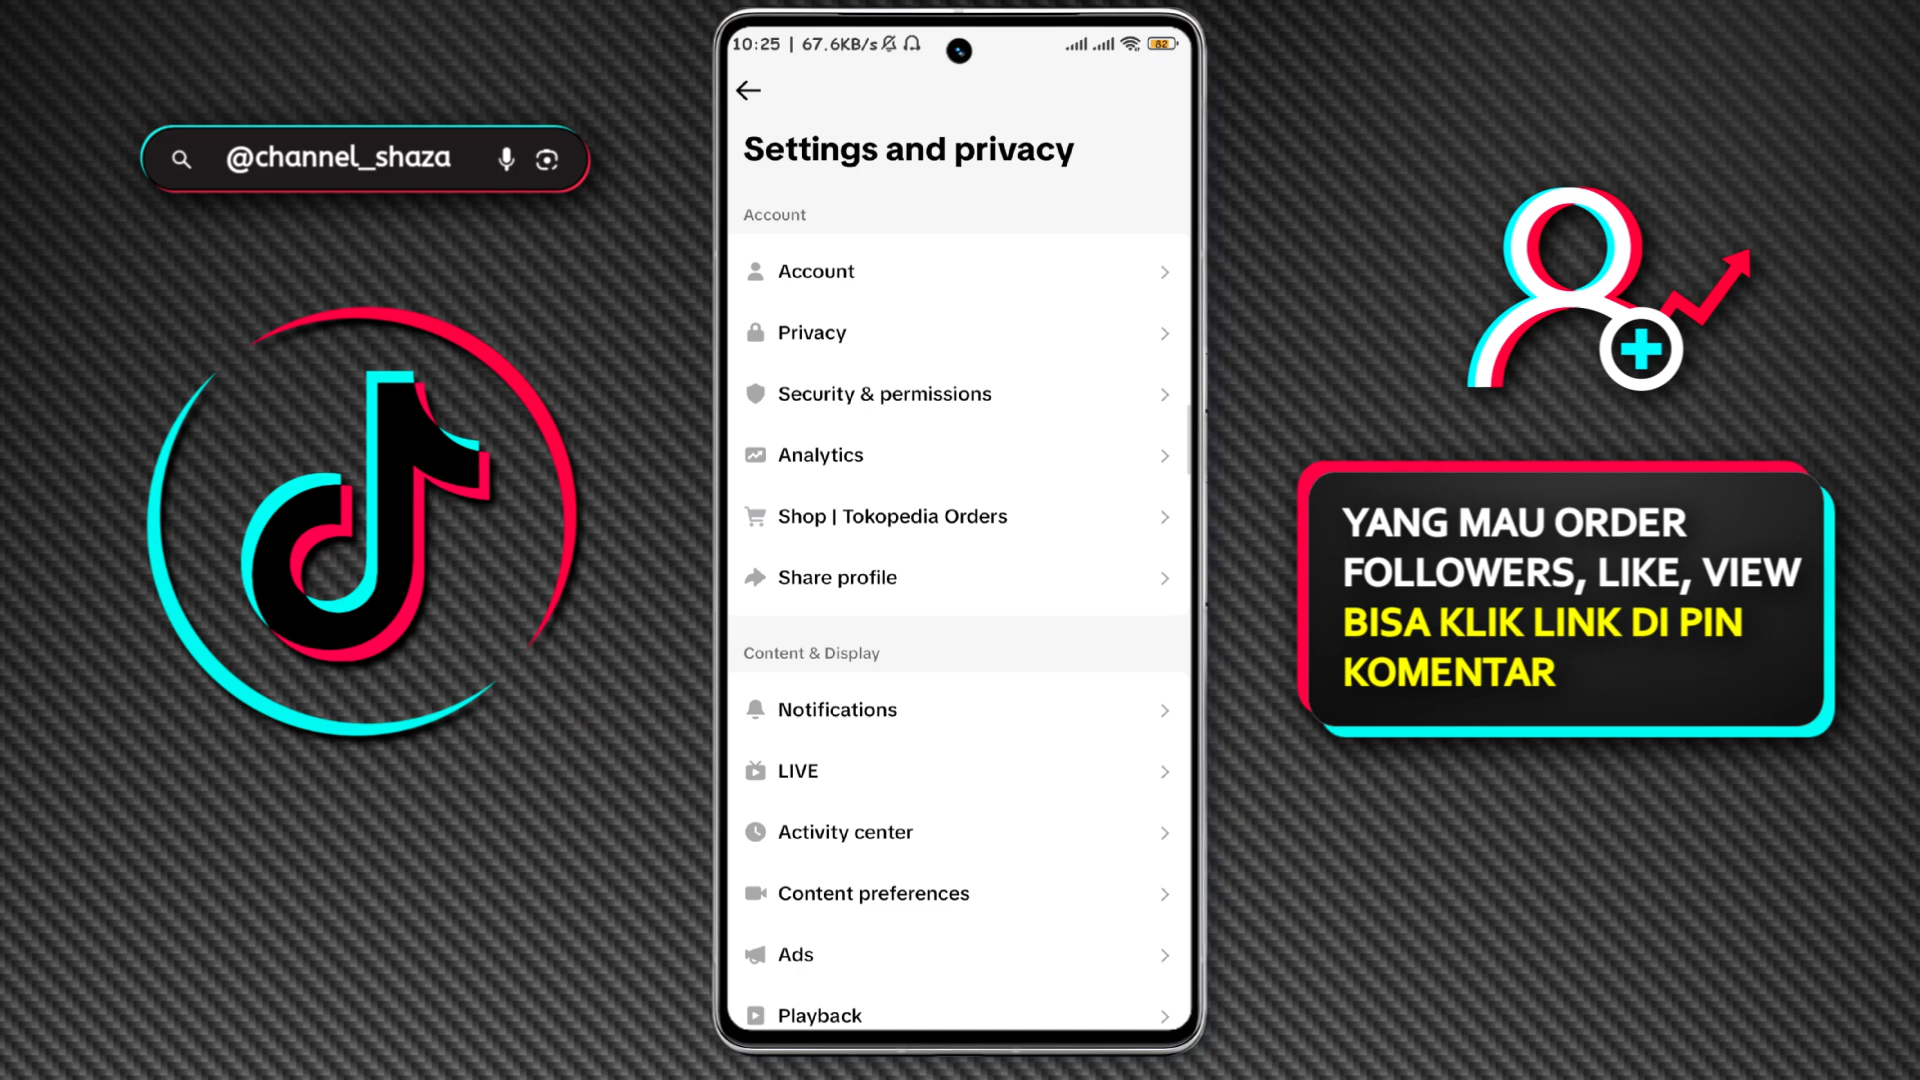 @channel_shaza
10:25 | 67.6KB/s
82
Settings and privacy
Account
Account
Privacy
Security & permissions
Analytics
Shop | Tokopedia Orders
Share profile
Content & Display
Notifications
LIVE
Activity center
Content preferences
Ads
Playback
YANG MAU ORDER
FOLLOWERS, LIKE, VIEW
BISA KLIK LINK DI PIN
KOMENTAR